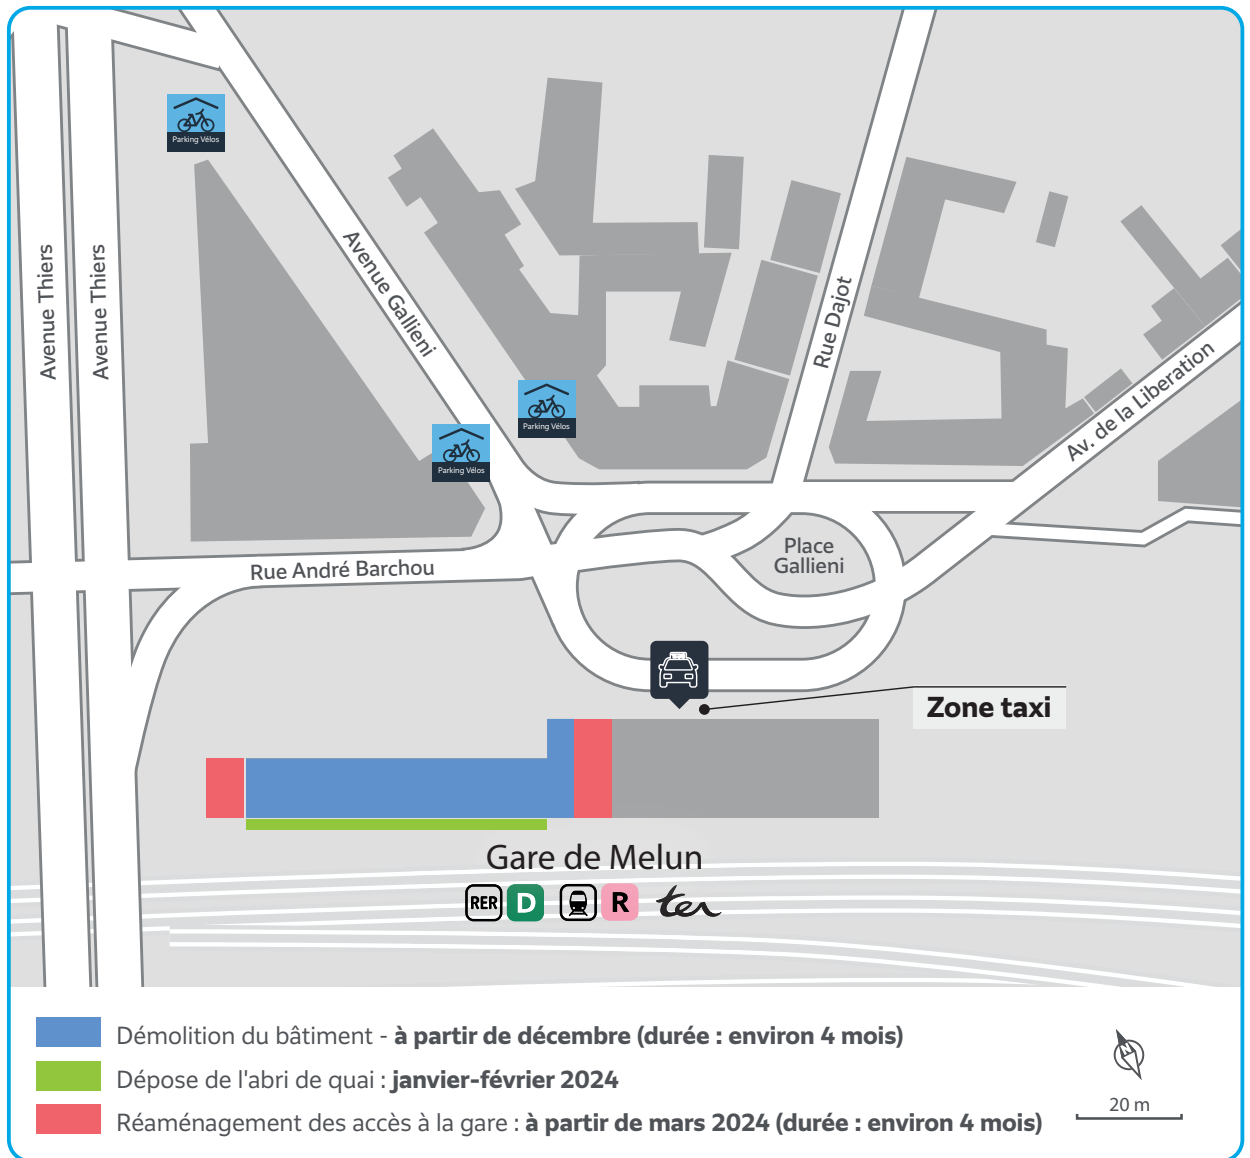 Parking Vélos
Avenue Thiers
Avenue Thiers
Avenue Gallieni
Rue Dajot
Av. de la Liberation
Parking Vélos
Parking Vélos
Place
Gallieni
Rue André Barchou
TAXI
Zone taxi
Gare de Melun
RER D R ter
Démolition du bâtiment - à partir de décembre (durée : environ 4 mois)
Dépose de l'abri de quai : janvier-février 2024
Réaménagement des accès à la gare : à partir de mars 2024 (durée : environ 4 mois)
20 m